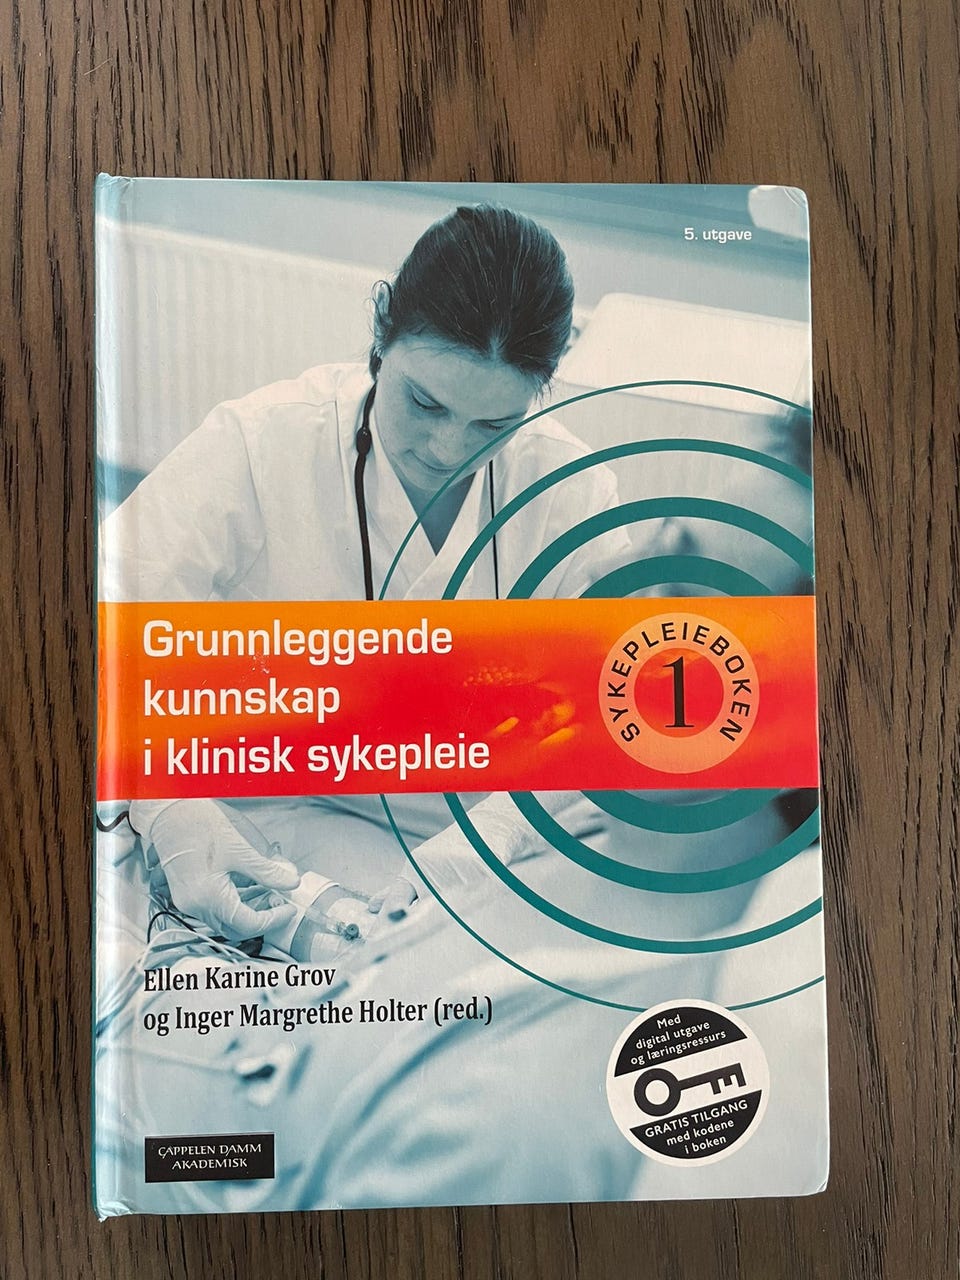 5. utgave
Grunnleggende
kunnskap
i klinisk sykepleie
SYKEPLEIEBOKEN
1
Ellen Karine Grov
og Inger Margrethe Holter (red.)
Med
digital utgave
og læringsressurs
GRATIS TILGANG
med kodene
i boken
CAPPELEN DAMM
AKADEMISK